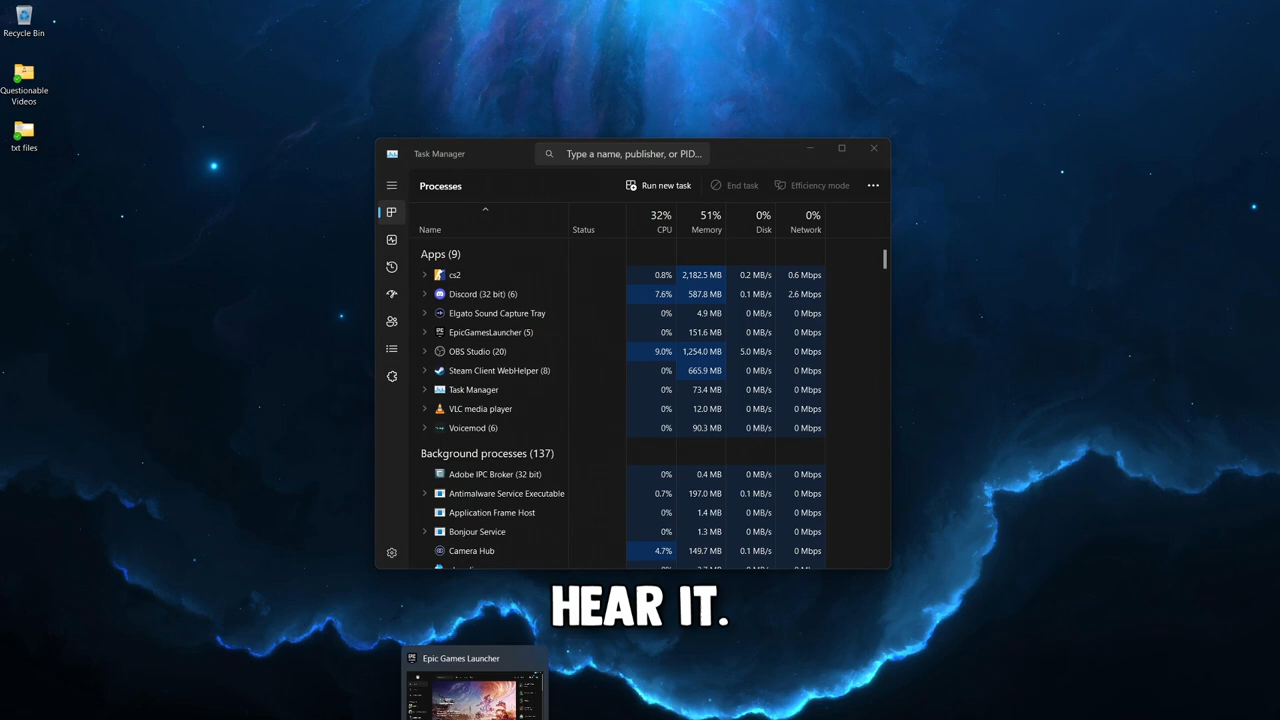 Recycle Bin
Questionable
Videos
txt files
Task Manager
Type a name, publisher, or PID...
Processes
Run new task
End task
Efficiency mode
32% 51% 0% 0%
Name Status CPU Memory Disk Network
Apps (9)
cs2 0.8% 2,182.5 MB 0.2 MB/s 0.6 Mbps
Discord (32 bit) (6) 7.6% 587.8 MB 0.1 MB/s 2.6 Mbps
Elgato Sound Capture Tray 0% 4.9 MB 0 MB/s 0 Mbps
EpicGamesLauncher (5) 0% 151.6 MB 0 MB/s 0 Mbps
OBS Studio (20) 9.0% 1,254.0 MB 5.0 MB/s 0 Mbps
Steam Client WebHelper (8) 0% 665.9 MB 0 MB/s 0 Mbps
Task Manager 0% 73.4 MB 0 MB/s 0 Mbps
VLC media player 0% 12.0 MB 0 MB/s 0 Mbps
Voicemod (6) 0% 90.3 MB 0 MB/s 0 Mbps
Background processes (137)
Adobe IPC Broker (32 bit) 0% 0.4 MB 0 MB/s 0 Mbps
Antimalware Service Executable 0.7% 197.0 MB 0.1 MB/s 0 Mbps
Application Frame Host 0% 1.4 MB 0 MB/s 0 Mbps
Bonjour Service 0% 1.3 MB 0 MB/s 0 Mbps
Camera Hub 4.7% 149.7 MB 0.1 MB/s 0 Mbps
HEAR IT.
Epic Games Launcher